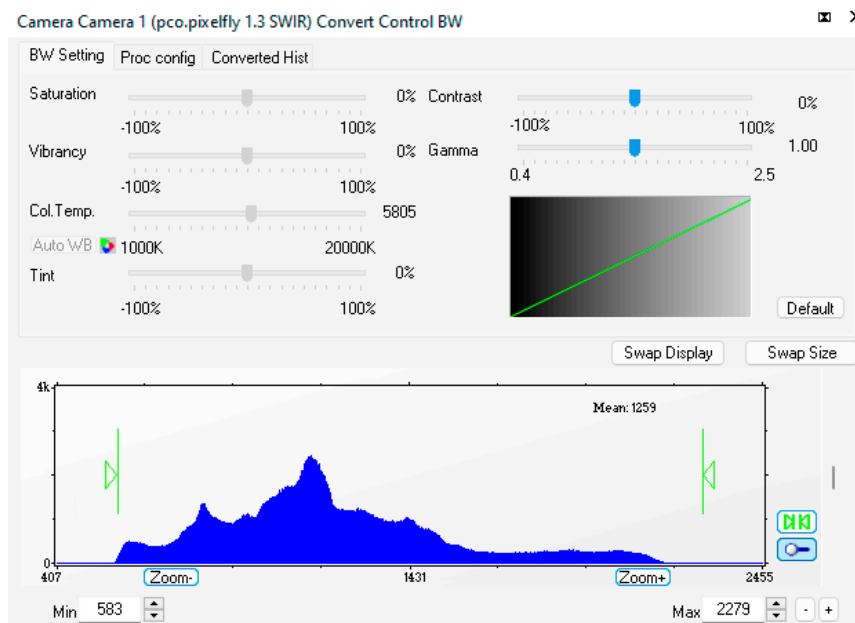 Camera Camera 1 (pco.pixelfly 1.3 SWIR) Convert Control BW
BW Setting Proc config Converted Hist
Saturation 0% Contrast 0%
-100% 100% -100% 100%
Vibrancy 0% Gamma 1.00
-100% 100% 0.4 2.5
Col.Temp. 5805
Auto WB 1000K 20000K
Tint 0%
-100% 100%
Default
Swap Display Swap Size
4k
Mean: 1259
0
407 Zoom- 1431 Zoom+ 2455
Min 583 Max 2279 - +